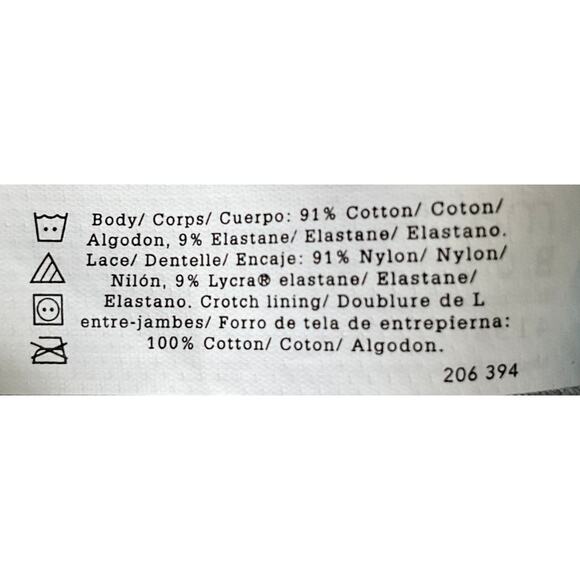 Body/ Corps/ Cuerpo: 91% Cotton/ Coton/
Algodon, 9% Elastane/ Elastane/ Elastano.
Lace/ Dentelle/ Encaje: 91% Nylon/ Nylon/
Nilón, 9% Lycra® elastane/ Elastane/
Elastano. Crotch lining/ Doublure de L
entre-jambes/ Forro de tela de entrepierna:
100% Cotton/ Coton/ Algodon.
206 394